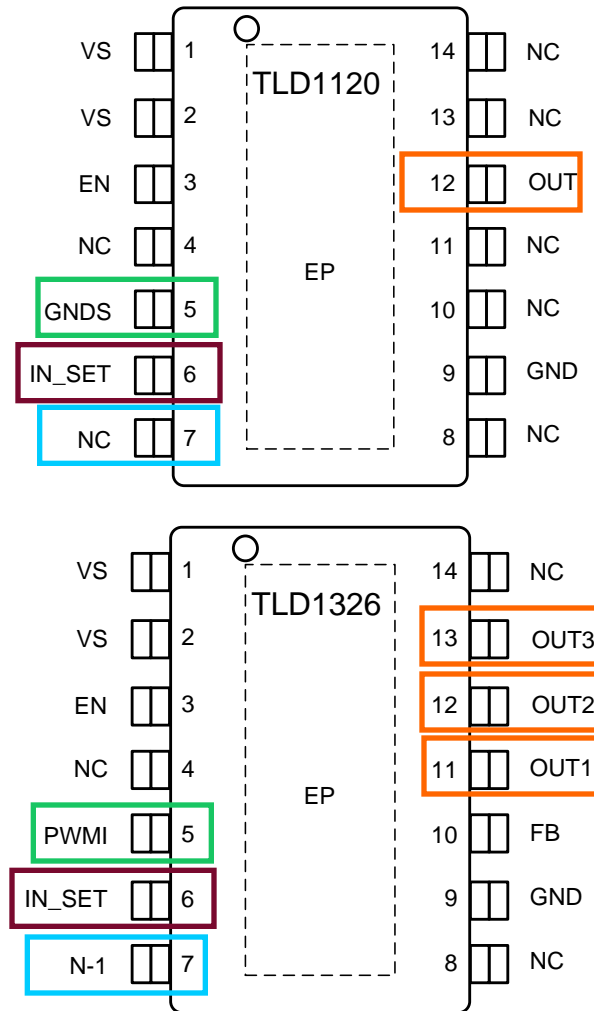 VS 1 14 NC
TLD1120
VS 2 13 NC
EN 3 12 OUT
NC 4 11 NC
EP
GNDS 5 10 NC
IN_SET 6 9 GND
NC 7 8 NC
VS 1 14 NC
TLD1326
VS 2 13 OUT3
EN 3 12 OUT2
NC 4 11 OUT1
EP
PWMI 5 10 FB
IN_SET 6 9 GND
N-1 7 8 NC